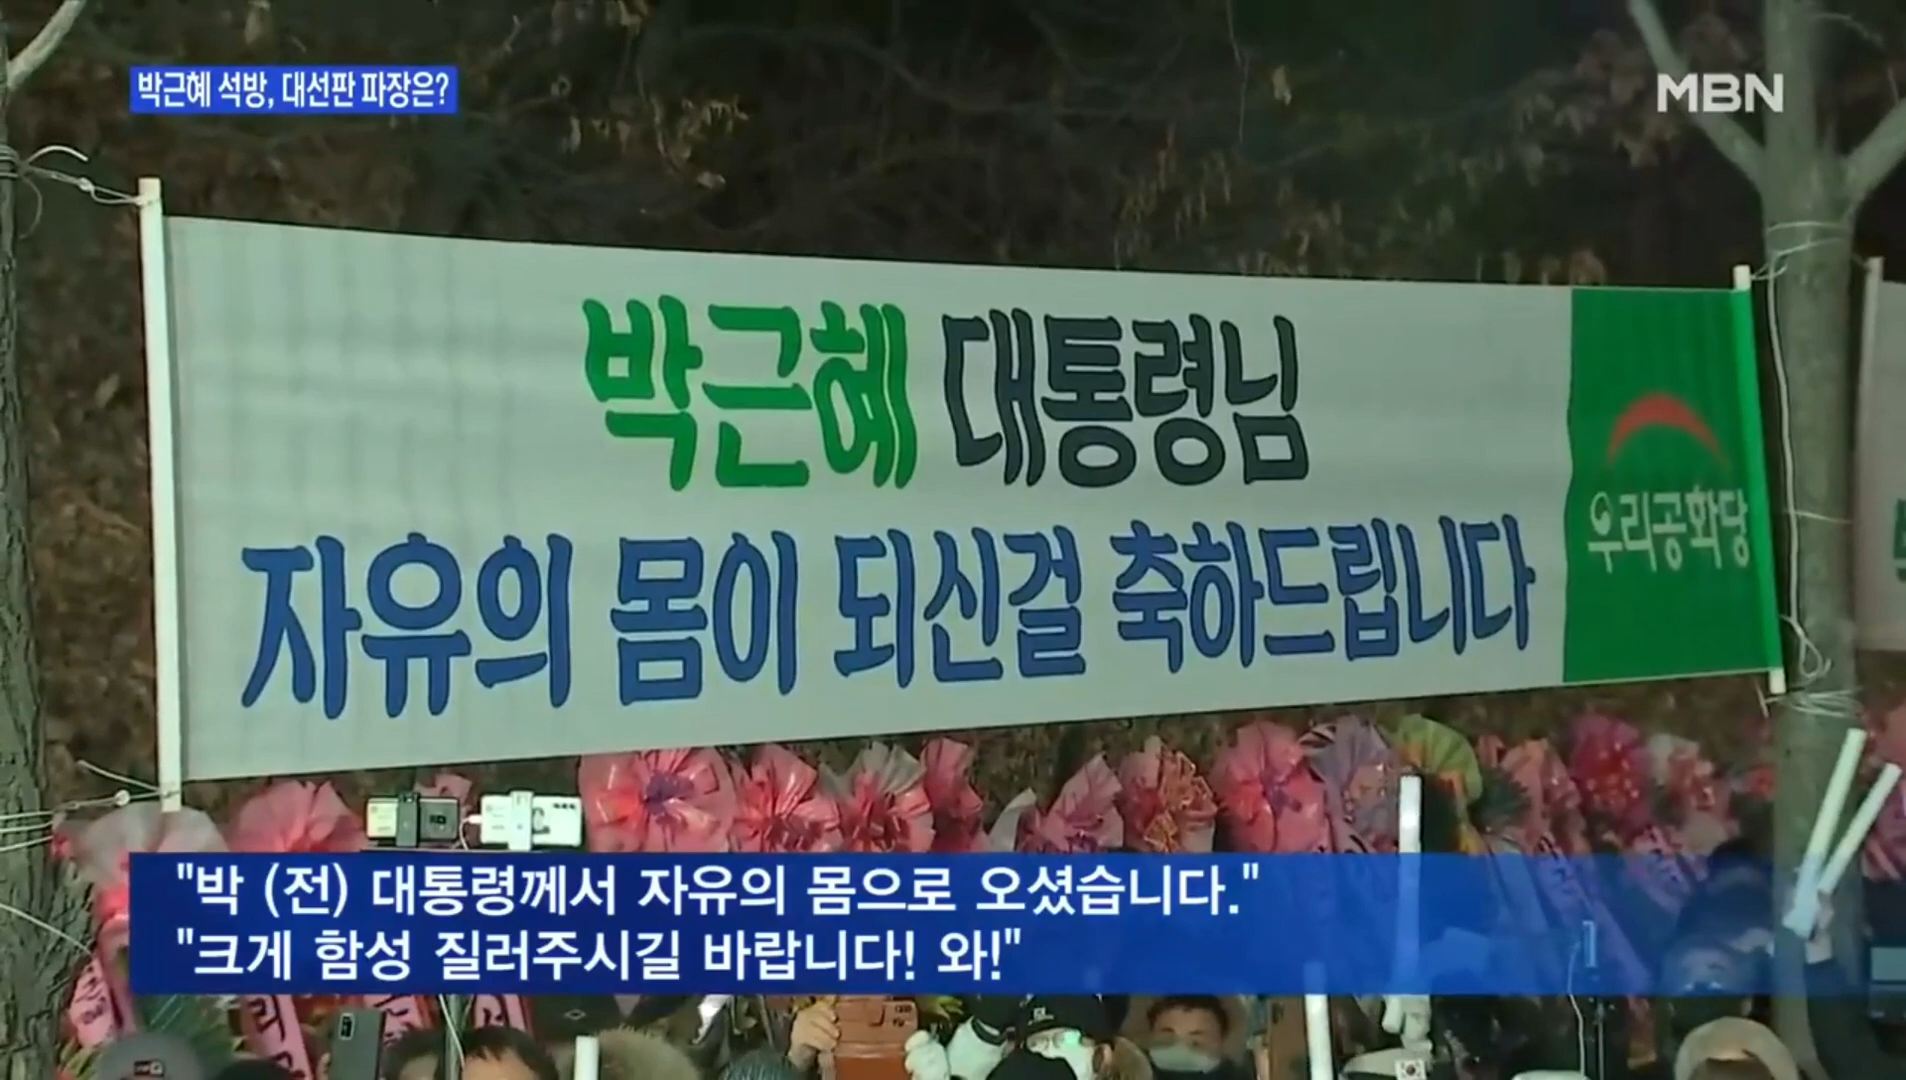 박근혜 석방, 대선판 파장은?
MBN
박근혜 대통령님
자유의 몸이 되신걸 축하드립니다
우리공화당
"박 (전) 대통령께서 자유의 몸으로 오셨습니다."
"크게 함성 질러주시길 바랍니다! 와!"